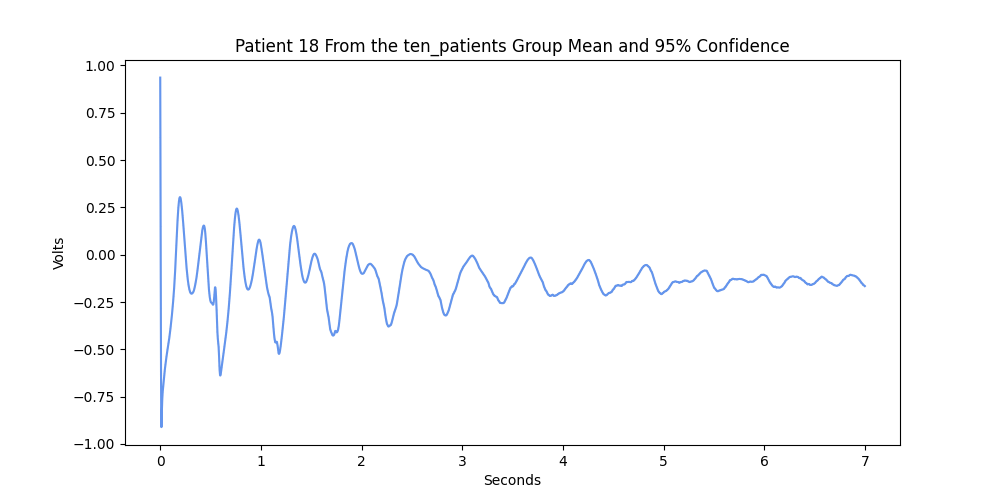 Patient 18 From the ten_patients Group Mean and 95% Confidence
1.00
0.75
0.50
0.25
0.00
−0.25
−0.50
−0.75
−1.00
Volts
0 1 2 3 4 5 6 7
Seconds